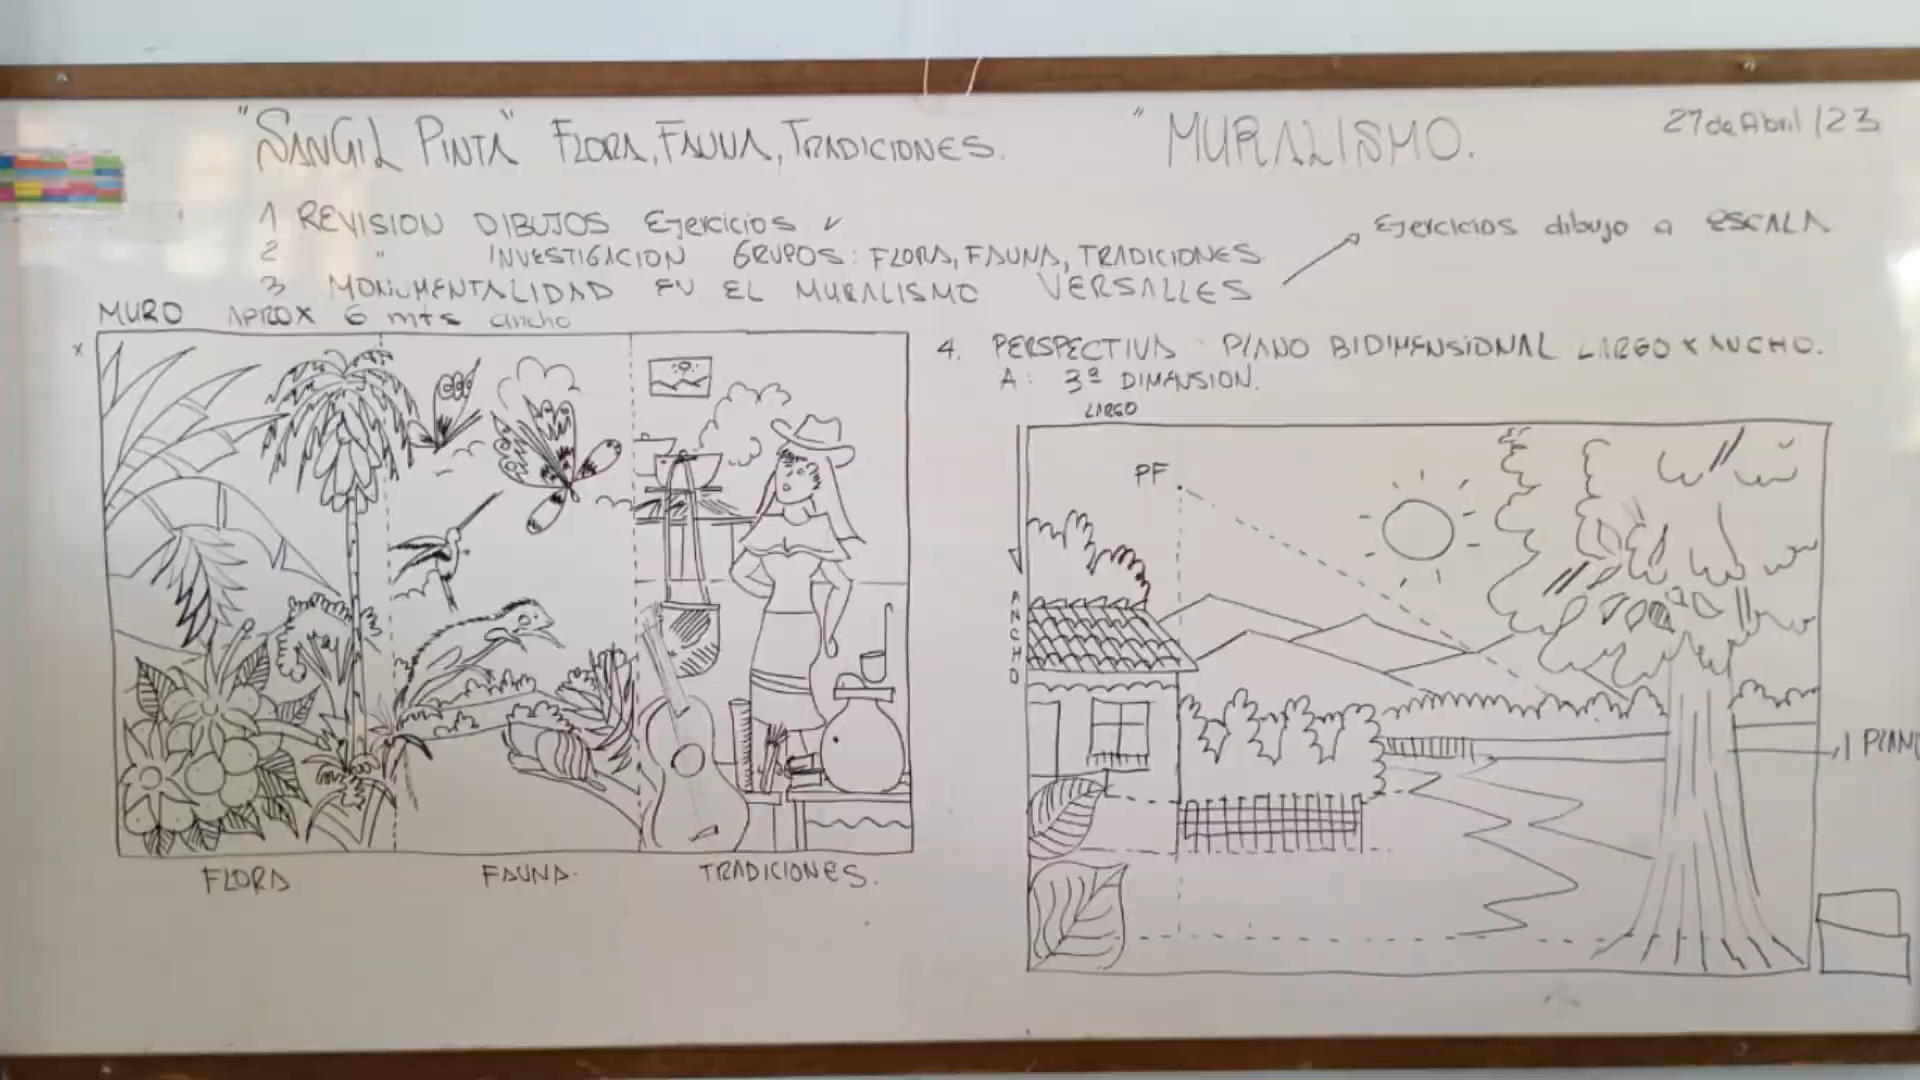 "SANGIL PINTA" FLORA, FAUNA, TRADICIONES.
"MURALISMO.
27 de Abril /23
1 REVISION DIBUJOS Ejercicios ✓
2 " INVESTIGACION GRUPOS: FLORA, FAUNA, TRADICIONES.
3 MONUMENTALIDAD EN EL MURALISMO VERSALLES
Ejercicios dibujo a ESCALA
MURO APROX 6 mts ancho
x
FLORA
FAUNA.
TRADICIONES.
4. PERSPECTIVA PLANO BIDIMENSIONAL LARGO X ANCHO.
A: 3ª DIMENSION.
LARGO
ANCHO
PF
1 PLANO